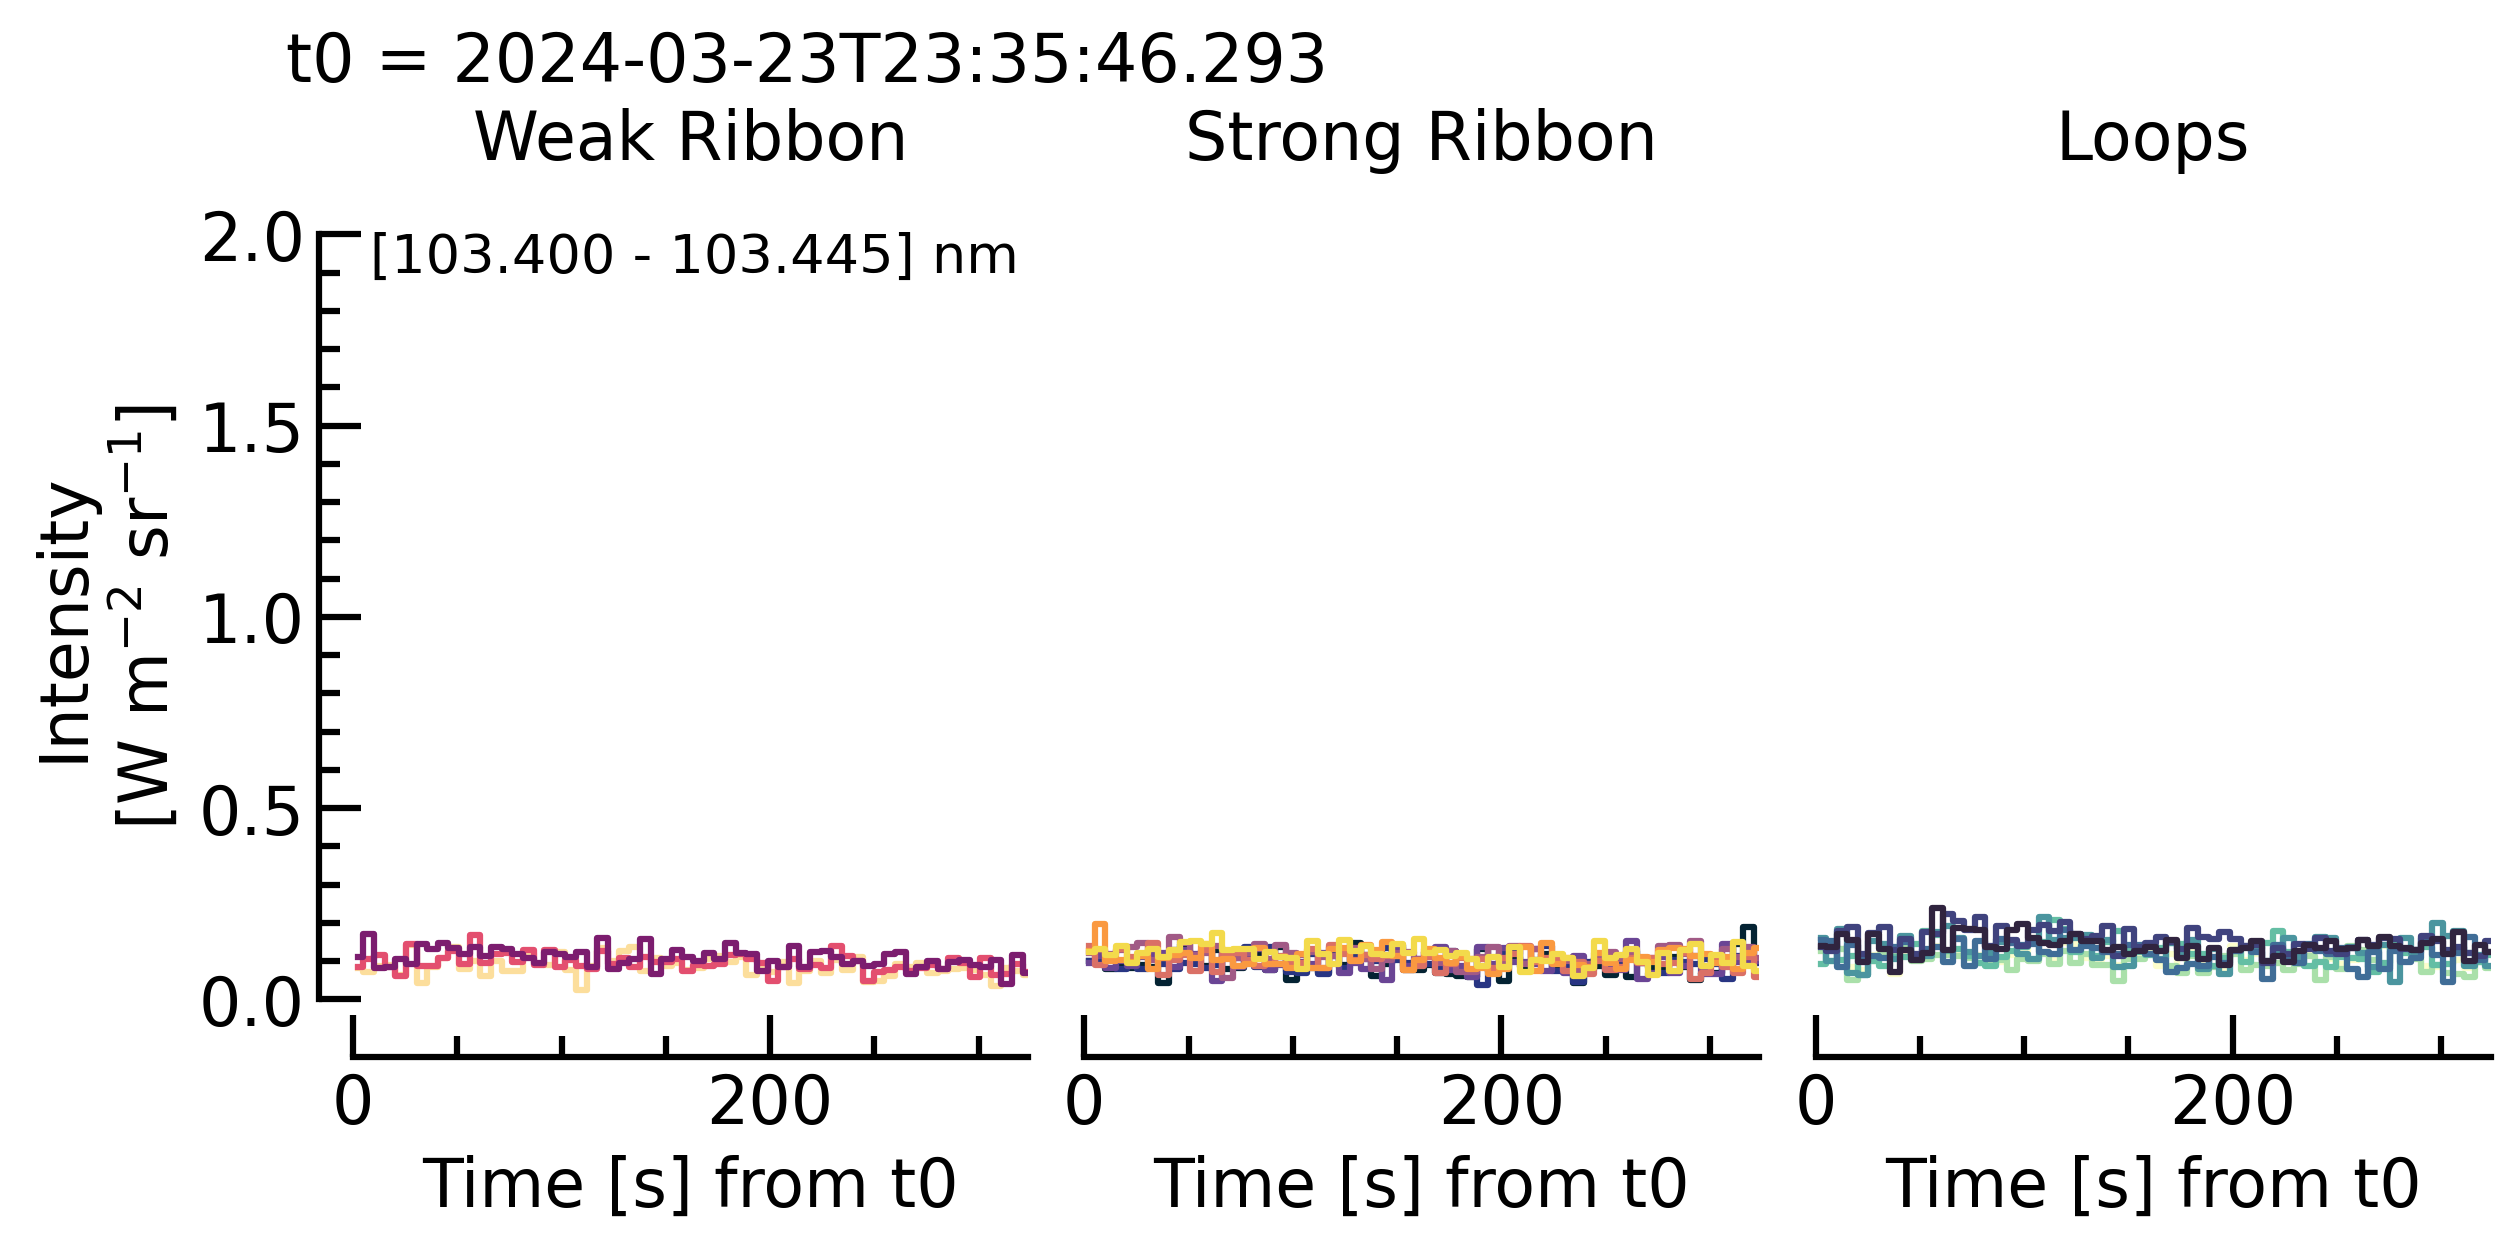 t0 = 2024-03-23T23:35:46.293
Weak Ribbon
Strong Ribbon
Loops
[103.400 - 103.445] nm
Intensity
[W m⁻² sr⁻¹]
2.0
1.5
1.0
0.5
0.0
0 200
0 200
0 200
Time [s] from t0
Time [s] from t0
Time [s] from t0